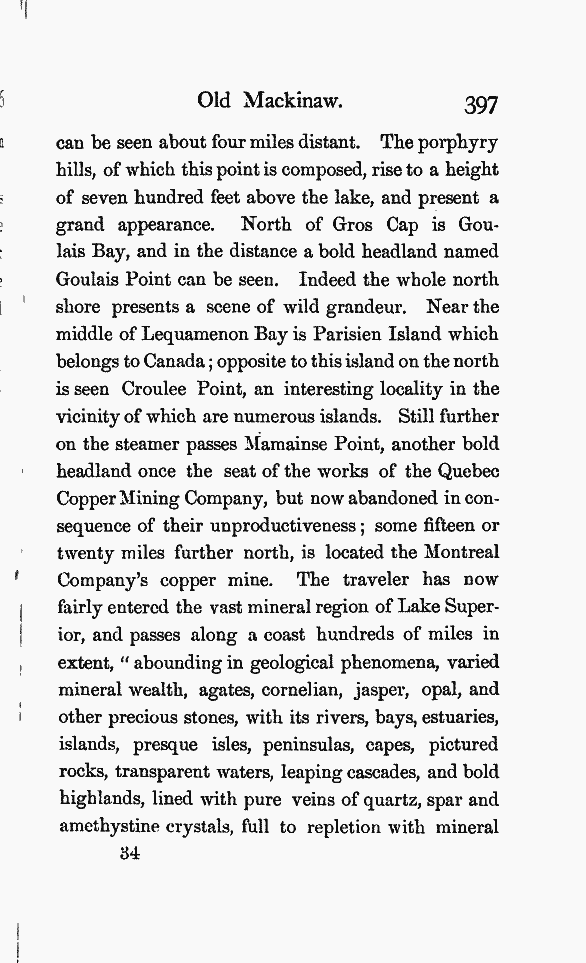 Old Mackinaw. 397
can be seen about four miles distant. The porphyry
hills, of which this point is composed, rise to a height
of seven hundred feet above the lake, and present a
grand appearance. North of Gros Cap is Gou-
lais Bay, and in the distance a bold headland named
Goulais Point can be seen. Indeed the whole north
shore presents a scene of wild grandeur. Near the
middle of Lequamenon Bay is Parisien Island which
belongs to Canada; opposite to this island on the north
is seen Croulee Point, an interesting locality in the
vicinity of which are numerous islands. Still further
on the steamer passes Mamainse Point, another bold
headland once the seat of the works of the Quebec
Copper Mining Company, but now abandoned in con-
sequence of their unproductiveness; some fifteen or
twenty miles further north, is located the Montreal
Company's copper mine. The traveler has now
fairly entered the vast mineral region of Lake Super-
ior, and passes along a coast hundreds of miles in
extent, "abounding in geological phenomena, varied
mineral wealth, agates, cornelian, jasper, opal, and
other precious stones, with its rivers, bays, estuaries,
islands, presque isles, peninsulas, capes, pictured
rocks, transparent waters, leaping cascades, and bold
highlands, lined with pure veins of quartz, spar and
amethystine crystals, full to repletion with mineral
34